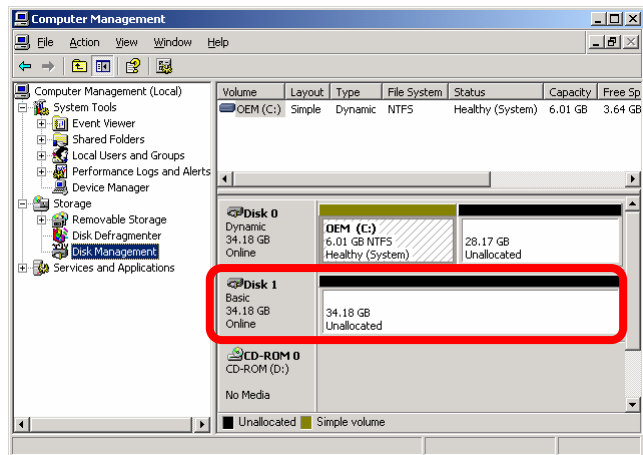 Computer Management
File Action View Window Help
Computer Management (Local)
System Tools
Event Viewer
Shared Folders
Local Users and Groups
Performance Logs and Alerts
Device Manager
Storage
Removable Storage
Disk Defragmenter
Disk Management
Services and Applications
Volume Layout Type File System Status Capacity Free Sp
OEM (C:) Simple Dynamic NTFS Healthy (System) 6.01 GB 3.64 GB
Disk 0
Dynamic
34.18 GB
Online
OEM (C:)
6.01 GB NTFS
Healthy (System)
28.17 GB
Unallocated
Disk 1
Basic
34.18 GB
Online
34.18 GB
Unallocated
CD-ROM 0
CD-ROM (D:)
No Media
Unallocated Simple volume